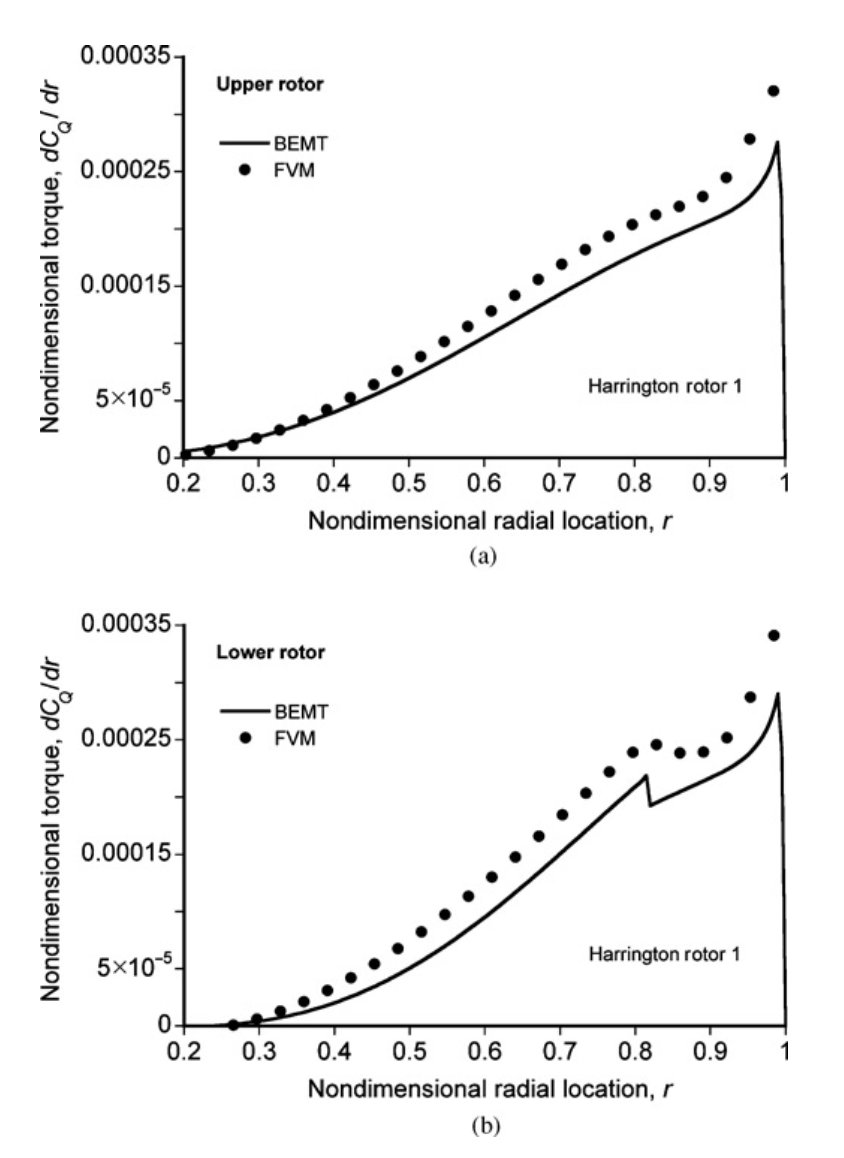 0.00035
Upper rotor
BEMT
FVM
0.00025
0.00015
5×10⁻⁵
0
Nondimensional torque, dC_Q/ dr
Harrington rotor 1
0.2 0.3 0.4 0.5 0.6 0.7 0.8 0.9 1
Nondimensional radial location, r
(a)
0.00035
Lower rotor
BEMT
FVM
0.00025
0.00015
5×10⁻⁵
0
Nondimensional torque, dC_Q/dr
Harrington rotor 1
0.2 0.3 0.4 0.5 0.6 0.7 0.8 0.9 1
Nondimensional radial location, r
(b)